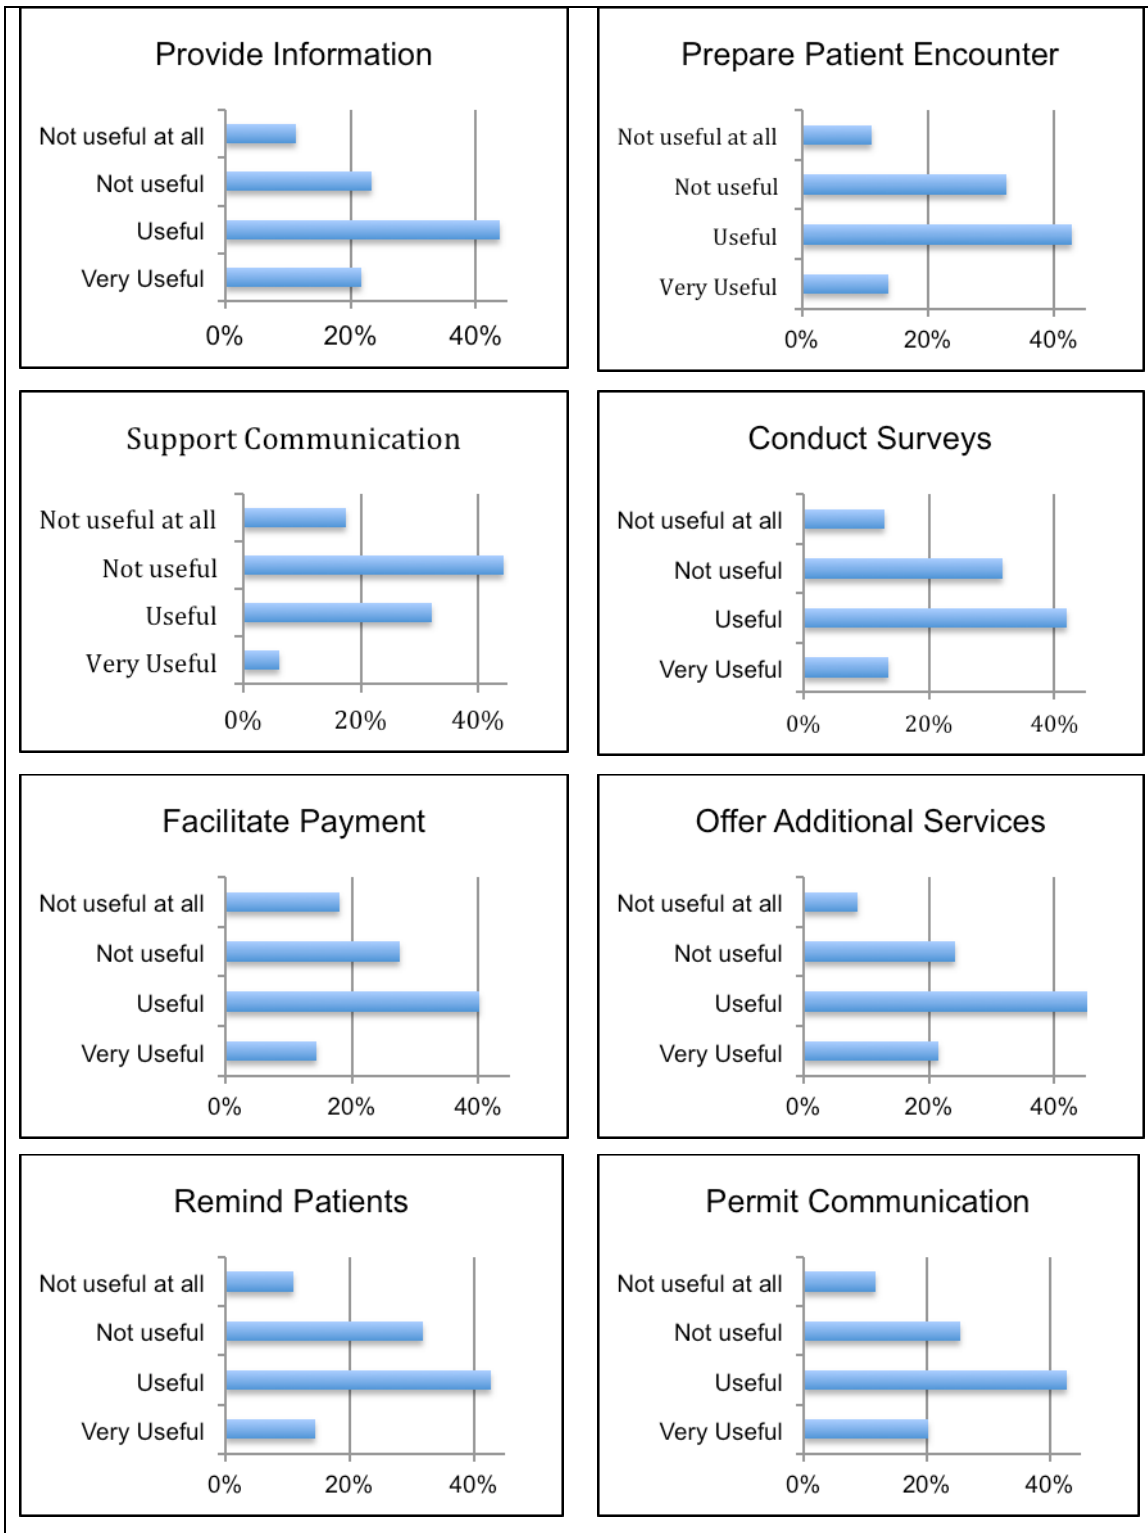 Provide Information
Not useful at all
Not useful
Useful
Very Useful
0% 20% 40%
Prepare Patient Encounter
Not useful at all
Not useful
Useful
Very Useful
0% 20% 40%
Support Communication
Not useful at all
Not useful
Useful
Very Useful
0% 20% 40%
Conduct Surveys
Not useful at all
Not useful
Useful
Very Useful
0% 20% 40%
Facilitate Payment
Not useful at all
Not useful
Useful
Very Useful
0% 20% 40%
Offer Additional Services
Not useful at all
Not useful
Useful
Very Useful
0% 20% 40%
Remind Patients
Not useful at all
Not useful
Useful
Very Useful
0% 20% 40%
Permit Communication
Not useful at all
Not useful
Useful
Very Useful
0% 20% 40%